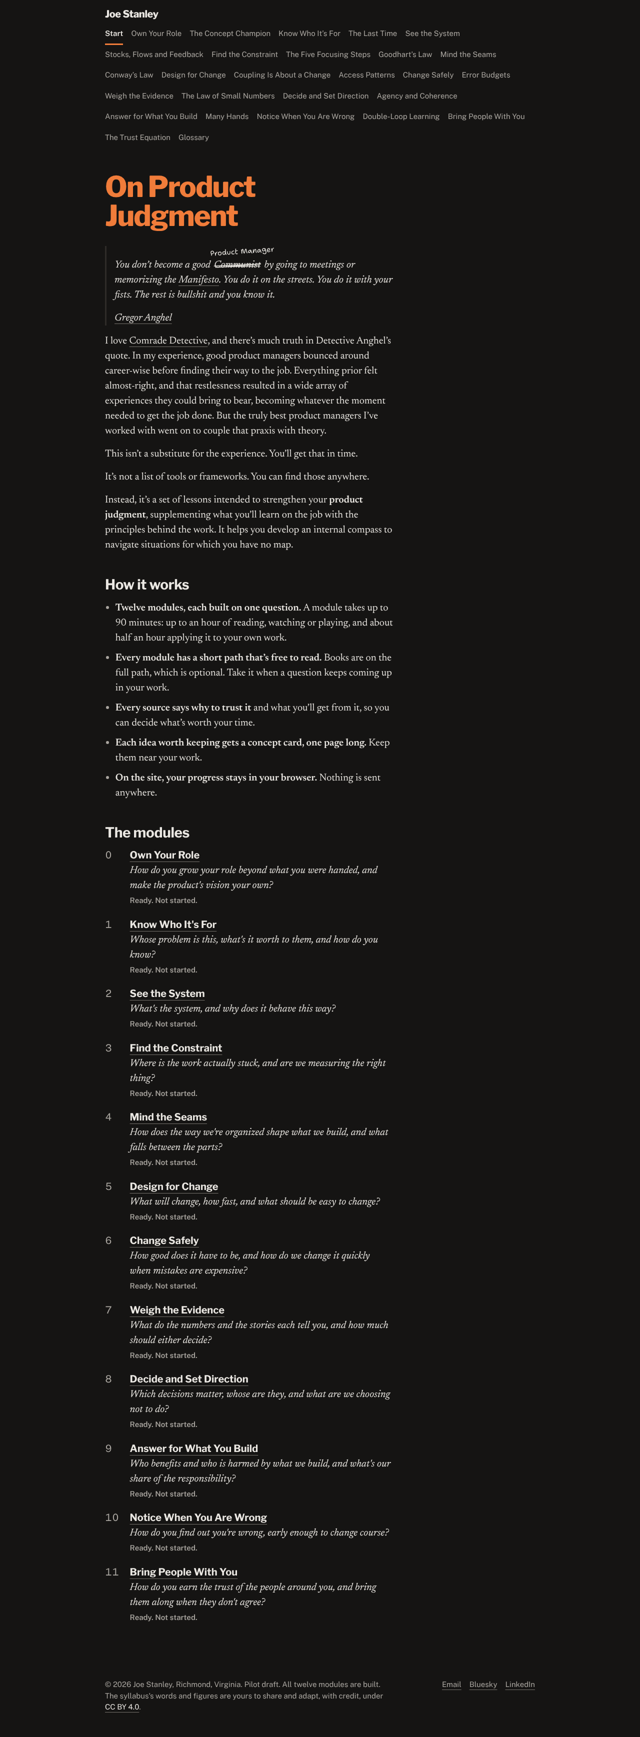 Joe Stanley
Start Own Your Role The Concept Champion Know Who It's For The Last Time See the System
Stocks, Flows and Feedback Find the Constraint The Five Focusing Steps Goodhart's Law Mind the Seams
Conway's Law Design for Change Coupling Is About a Change Access Patterns Change Safely Error Budgets
Weigh the Evidence The Law of Small Numbers Decide and Set Direction Agency and Coherence
Answer for What You Build Many Hands Notice When You Are Wrong Double-Loop Learning Bring People With You
The Trust Equation Glossary
On Product
Judgment
Product Manager
You don't become a good Communist by going to meetings or
memorizing the Manifesto. You do it on the streets. You do it with your
fists. The rest is bullshit and you know it.
Gregor Anghel
I love Comrade Detective, and there's much truth in Detective Anghel's
quote. In my experience, good product managers bounced around
career-wise before finding their way to the job. Everything prior felt
almost-right, and that restlessness resulted in a wide array of
experiences they could bring to bear, becoming whatever the moment
needed to get the job done. But the truly best product managers I've
worked with went on to couple that praxis with theory.
This isn't a substitute for the experience. You'll get that in time.
It's not a list of tools or frameworks. You can find those anywhere.
Instead, it's a set of lessons intended to strengthen your product
judgment, supplementing what you'll learn on the job with the
principles behind the work. It helps you develop an internal compass to
navigate situations for which you have no map.
How it works
• Twelve modules, each built on one question. A module takes up to
90 minutes: up to an hour of reading, watching or playing, and about
half an hour applying it to your own work.
• Every module has a short path that's free to read. Books are on the
full path, which is optional. Take it when a question keeps coming up
in your work.
• Every source says why to trust it and what you'll get from it, so you
can decide what's worth your time.
• Each idea worth keeping gets a concept card, one page long. Keep
them near your work.
• On the site, your progress stays in your browser. Nothing is sent
anywhere.
The modules
0 Own Your Role
How do you grow your role beyond what you were handed, and
make the product's vision your own?
Ready. Not started.
1 Know Who It's For
Whose problem is this, what's it worth to them, and how do you
know?
Ready. Not started.
2 See the System
What's the system, and why does it behave this way?
Ready. Not started.
3 Find the Constraint
Where is the work actually stuck, and are we measuring the right
thing?
Ready. Not started.
4 Mind the Seams
How does the way we're organized shape what we build, and what
falls between the parts?
Ready. Not started.
5 Design for Change
What will change, how fast, and what should be easy to change?
Ready. Not started.
6 Change Safely
How good does it have to be, and how do we change it quickly
when mistakes are expensive?
Ready. Not started.
7 Weigh the Evidence
What do the numbers and the stories each tell you, and how much
should either decide?
Ready. Not started.
8 Decide and Set Direction
Which decisions matter, whose are they, and what are we choosing
not to do?
Ready. Not started.
9 Answer for What You Build
Who benefits and who is harmed by what we build, and what's our
share of the responsibility?
Ready. Not started.
10 Notice When You Are Wrong
How do you find out you're wrong, early enough to change course?
Ready. Not started.
11 Bring People With You
How do you earn the trust of the people around you, and bring
them along when they don't agree?
Ready. Not started.
© 2026 Joe Stanley, Richmond, Virginia. Pilot draft. All twelve modules are built. Email Bluesky LinkedIn
The syllabus's words and figures are yours to share and adapt, with credit, under
CC BY 4.0.